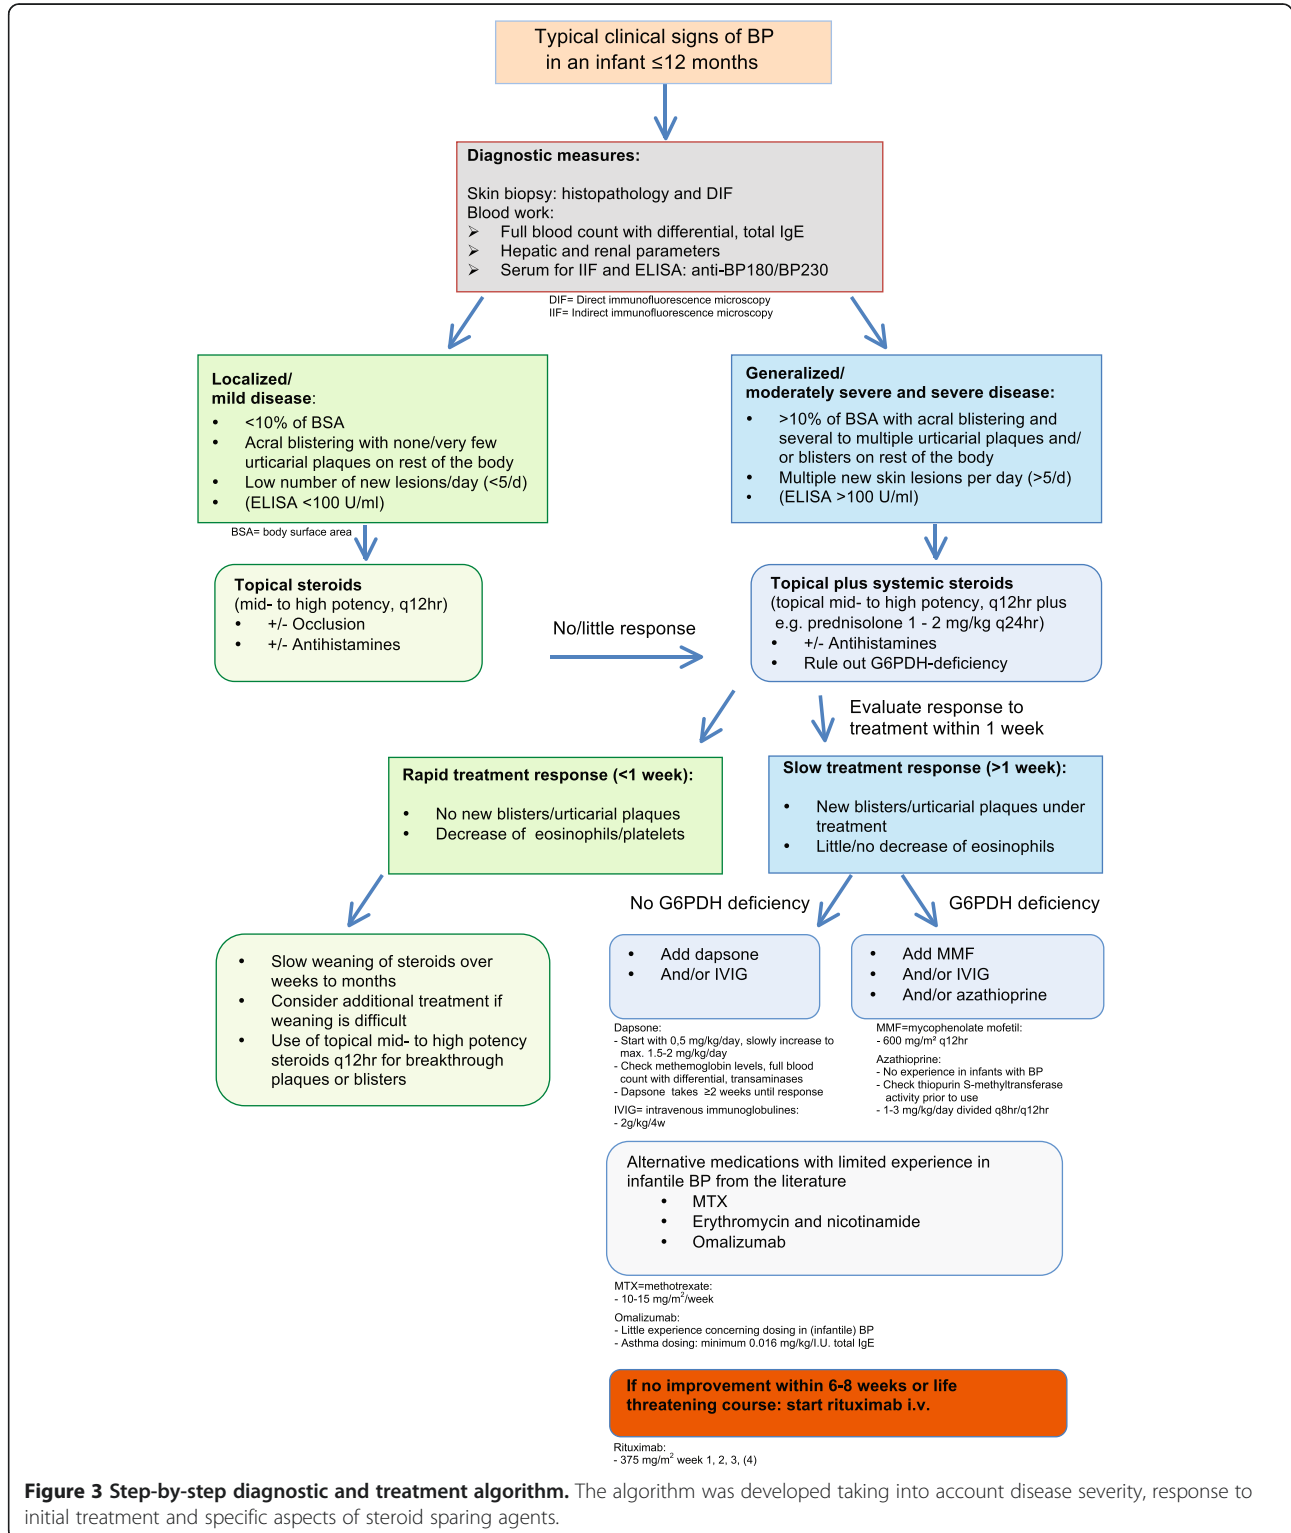 Typical clinical signs of BP
in an infant ≤12 months
Diagnostic measures:
Skin biopsy: histopathology and DIF
Blood work:
➢ Full blood count with differential, total IgE
➢ Hepatic and renal parameters
➢ Serum for IIF and ELISA: anti-BP180/BP230
DIF= Direct immunofluorescence microscopy
IIF= Indirect immunofluorescence microscopy
Localized/
mild disease:
• <10% of BSA
• Acral blistering with none/very few
urticarial plaques on rest of the body
• Low number of new lesions/day (<5/d)
• (ELISA <100 U/ml)
BSA= body surface area
Generalized/
moderately severe and severe disease:
• >10% of BSA with acral blistering and
several to multiple urticarial plaques and/
or blisters on rest of the body
• Multiple new skin lesions per day (>5/d)
• (ELISA >100 U/ml)
Topical steroids
(mid- to high potency, q12hr)
• +/- Occlusion
• +/- Antihistamines
No/little response
Topical plus systemic steroids
(topical mid- to high potency, q12hr plus
e.g. prednisolone 1 - 2 mg/kg q24hr)
• +/- Antihistamines
• Rule out G6PDH-deficiency
Evaluate response to
treatment within 1 week
Rapid treatment response (<1 week):
• No new blisters/urticarial plaques
• Decrease of eosinophils/platelets
Slow treatment response (>1 week):
• New blisters/urticarial plaques under
treatment
• Little/no decrease of eosinophils
No G6PDH deficiency
G6PDH deficiency
• Slow weaning of steroids over
weeks to months
• Consider additional treatment if
weaning is difficult
• Use of topical mid- to high potency
steroids q12hr for breakthrough
plaques or blisters
• Add dapsone
• And/or IVIG
• Add MMF
• And/or IVIG
• And/or azathioprine
Dapsone:
- Start with 0,5 mg/kg/day, slowly increase to
max. 1.5-2 mg/kg/day
- Check methemoglobin levels, full blood
count with differential, transaminases
- Dapsone takes ≥2 weeks until response
IVIG= intravenous immunoglobulines:
- 2g/kg/4w
MMF=mycophenolate mofetil:
- 600 mg/m² q12hr
Azathioprine:
- No experience in infants with BP
- Check thiopurin S-methyltransferase
activity prior to use
- 1-3 mg/kg/day divided q8hr/q12hr
Alternative medications with limited experience in
infantile BP from the literature
• MTX
• Erythromycin and nicotinamide
• Omalizumab
MTX=methotrexate:
- 10-15 mg/m²/week
Omalizumab:
- Little experience concerning dosing in (infantile) BP
- Asthma dosing: minimum 0.016 mg/kg/I.U. total IgE
If no improvement within 6-8 weeks or life
threatening course: start rituximab i.v.
Rituximab:
- 375 mg/m² week 1, 2, 3, (4)
Figure 3 Step-by-step diagnostic and treatment algorithm. The algorithm was developed taking into account disease severity, response to
initial treatment and specific aspects of steroid sparing agents.